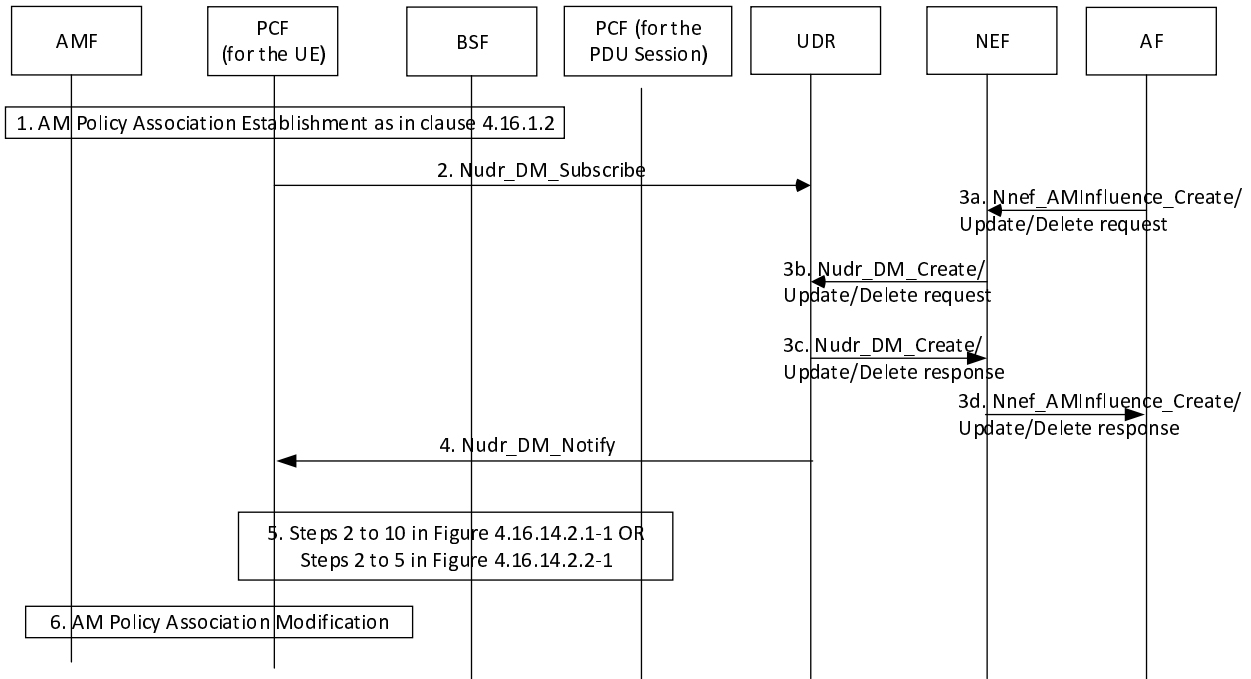 AMF
PCF
(for the UE)
BSF
PCF (for the
PDU Session)
UDR
NEF
AF
1. AM Policy Association Establishment as in clause 4.16.1.2
2. Nudr_DM_Subscribe
3a. Nnef_AMInfluence_Create/
Update/Delete request
3b. Nudr_DM_Create/
Update/Delete request
3c. Nudr_DM_Create/
Update/Delete response
3d. Nnef_AMInfluence_Create/
Update/Delete response
4. Nudr_DM_Notify
5. Steps 2 to 10 in Figure 4.16.14.2.1-1 OR
Steps 2 to 5 in Figure 4.16.14.2.2-1
6. AM Policy Association Modification